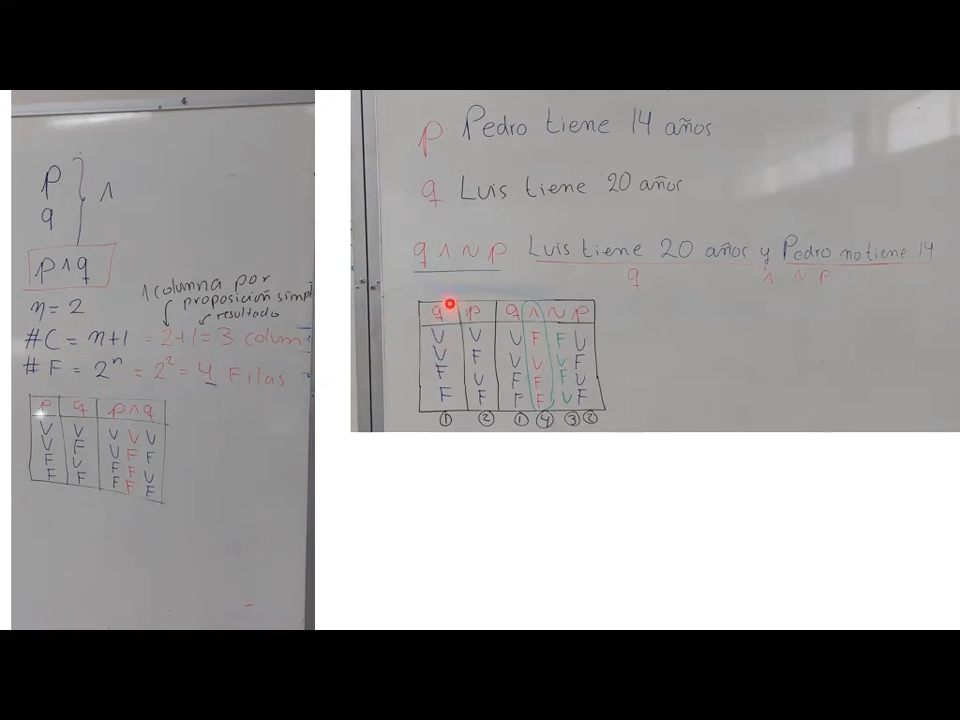 p
q
∧
p∧q
1 columna por
proposición simple
resultado
n = 2
#C = n+1 = 2+1 = 3 colum
#F = 2ⁿ = 2² = 4 Filas
p q p∧q
V V V V V
V F V F F
F V F F V
F F F F F
p Pedro tiene 14 años
q Luis tiene 20 años
q ∧ ~ p Luis tiene 20 años y Pedro no tiene 14
q ∧ ~ p
q p q ∧ ~ p
V V V F F V
V F V V V F
F V F F F V
F F F F V F
① ② ① ④ ③ ②